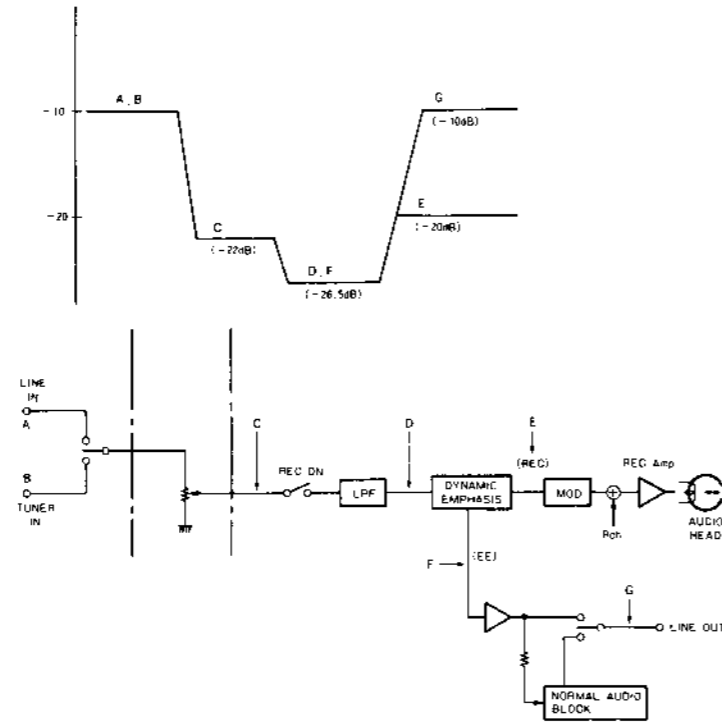 A, B
G
-10
(-10dB)
E
-20
(-20dB)
C
(-22dB)
D, F
(-26.5dB)
LINE
IN
A
B
TUNER
IN
C
REC ON
LPF
D
DYNAMIC
EMPHASIS
E
(REC)
MOD
Rch
REC Amp
AUDIO
HEAD
F
(EE)
G
LINE OUT
NORMAL AUDIO
BLOCK